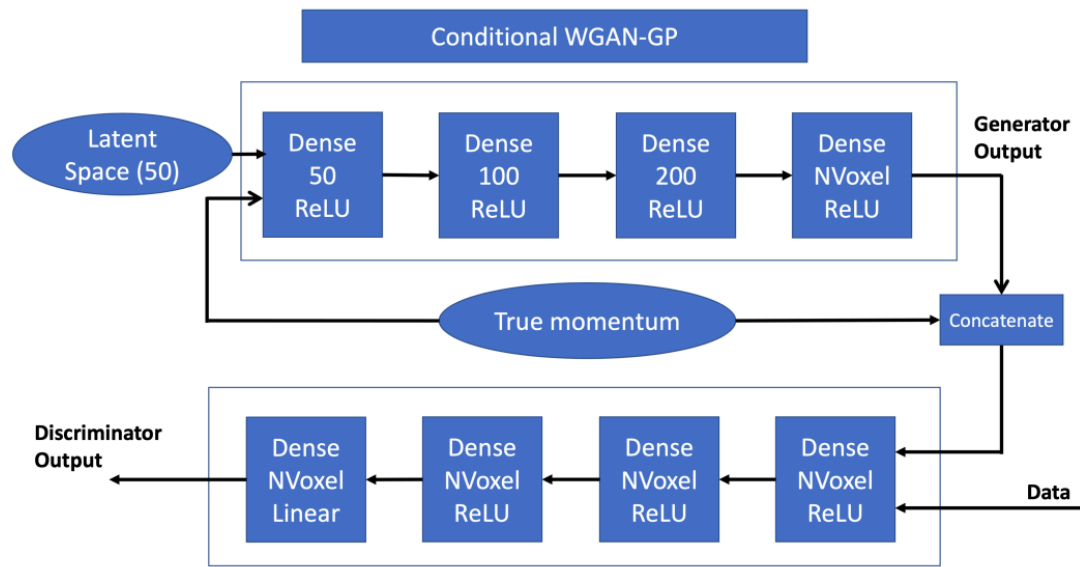 Conditional WGAN-GP
Latent
Space (50)
Dense
50
ReLU
Dense
100
ReLU
Dense
200
ReLU
Dense
NVoxel
ReLU
Generator
Output
True momentum
Concatenate
Discriminator
Output
Dense
NVoxel
Linear
Dense
NVoxel
ReLU
Dense
NVoxel
ReLU
Dense
NVoxel
ReLU
Data